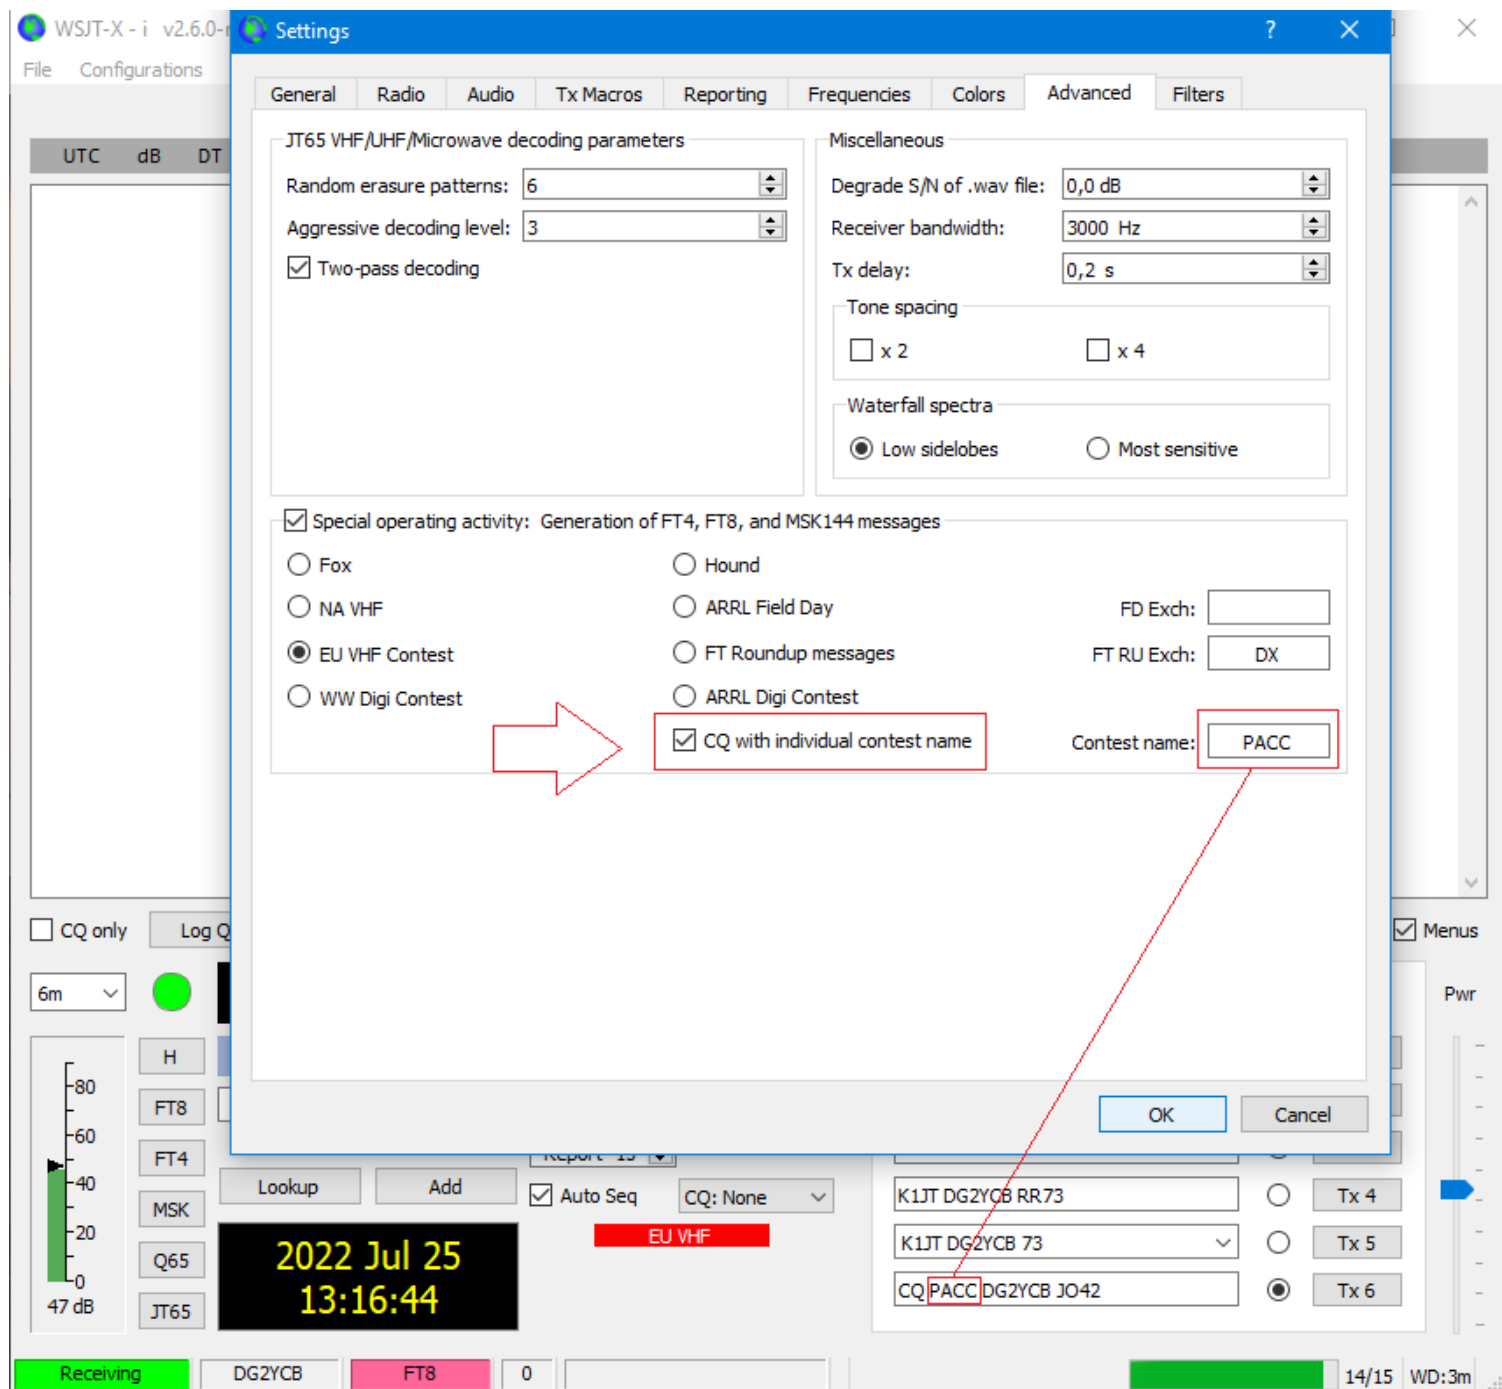 WSJT-X - i v2.6.0-r
Settings
?
File Configurations
General Radio Audio Tx Macros Reporting Frequencies Colors Advanced Filters
UTC dB DT
JT65 VHF/UHF/Microwave decoding parameters
Random erasure patterns: 6
Aggressive decoding level: 3
Two-pass decoding
Miscellaneous
Degrade S/N of .wav file: 0,0 dB
Receiver bandwidth: 3000 Hz
Tx delay: 0,2 s
Tone spacing
x 2 x 4
Waterfall spectra
Low sidelobes Most sensitive
Special operating activity: Generation of FT4, FT8, and MSK144 messages
Fox Hound
NA VHF ARRL Field Day FD Exch:
EU VHF Contest FT Roundup messages FT RU Exch: DX
WW Digi Contest ARRL Digi Contest
CQ with individual contest name Contest name: PACC
CQ only Log Q Menus
6m Pwr
OK Cancel
H
FT8
FT4
MSK
Q65
JT65
80
60
40
20
0
47 dB
Report -15
Lookup Add Auto Seq CQ: None
EU VHF
2022 Jul 25
13:16:44
K1JT DG2YCB RR73 Tx 4
K1JT DG2YCB 73 Tx 5
CQ PACC DG2YCB JO42 Tx 6
Receiving DG2YCB FT8 0 14/15 WD:3m